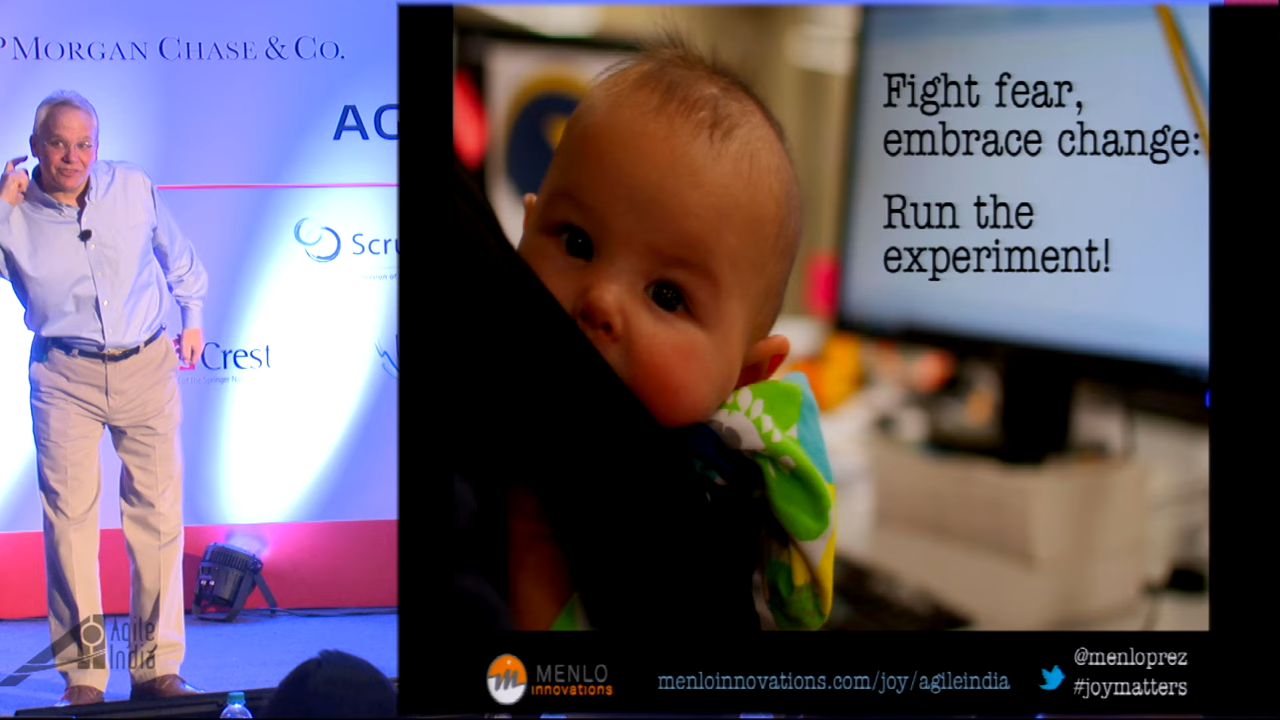 MORGAN CHASE & CO.
Scru
Crest
Agile
India
Fight fear,
embrace change:
Run the
experiment!
MENLO
innovations
menloinnovations.com/joy/agileindia
@menloprez
#joymatters